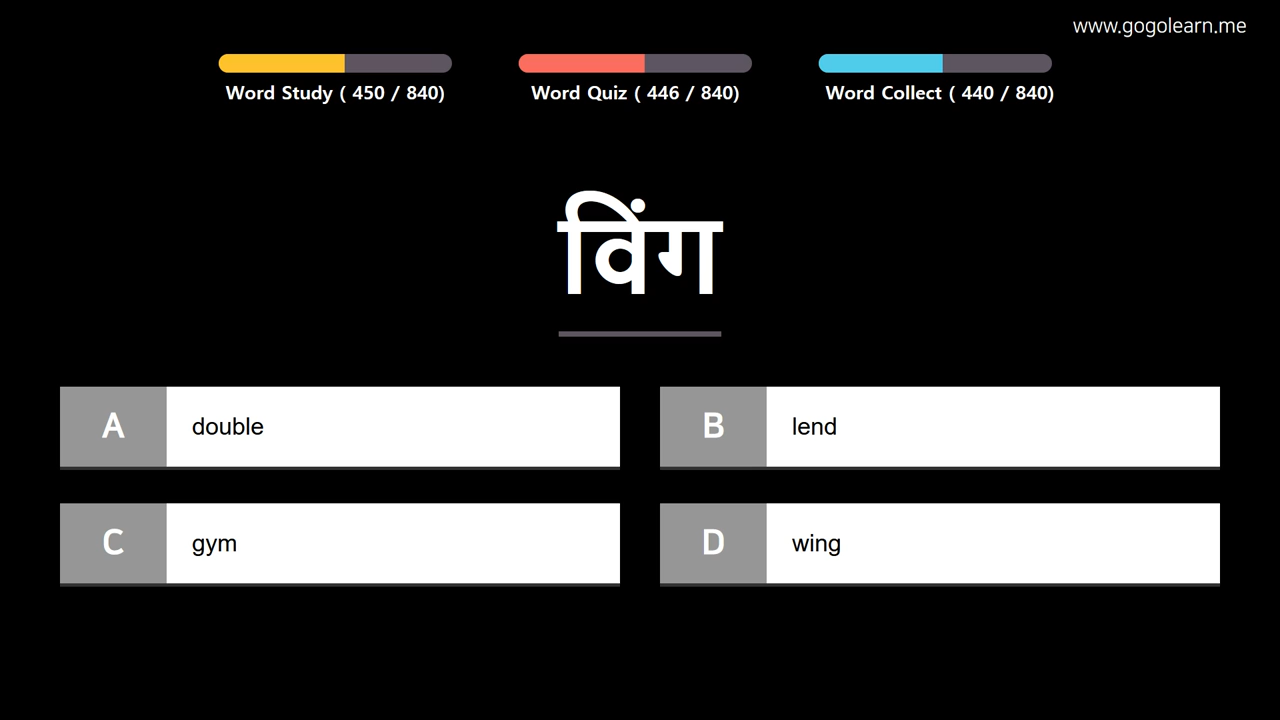 www.gogolearn.me
Word Study ( 450 / 840)
Word Quiz ( 446 / 840)
Word Collect ( 440 / 840)
विंग
A double
B lend
C gym
D wing